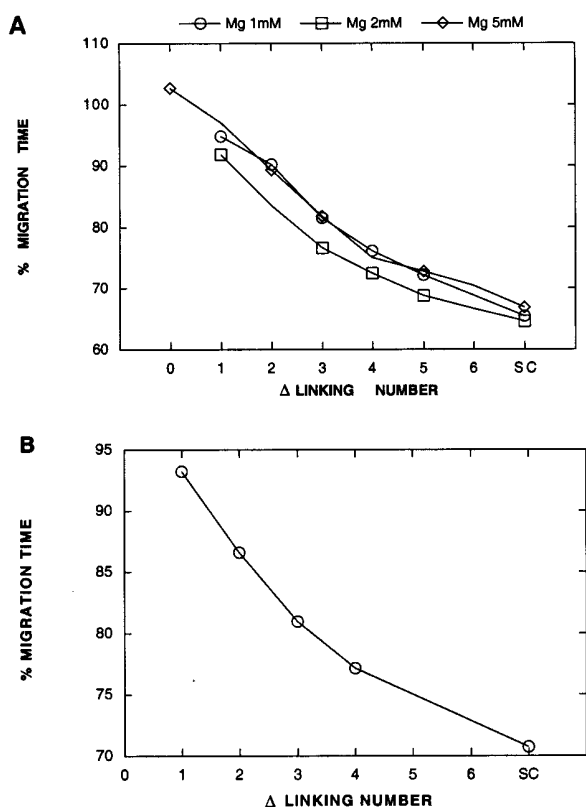 A
Mg 1mM Mg 2mM Mg 5mM
110
100
90
80
70
60
% MIGRATION TIME
0 1 2 3 4 5 6 SC
Δ LINKING NUMBER
B
95
90
85
80
75
70
% MIGRATION TIME
0 1 2 3 4 5 6 SC
Δ LINKING NUMBER